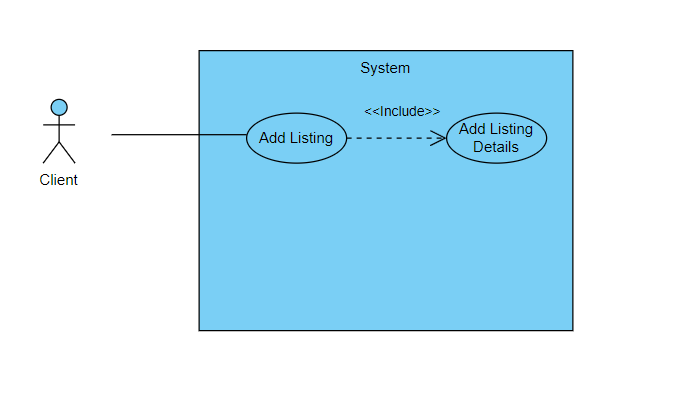 System
<<Include>>
Add Listing
Add Listing
Details
Client